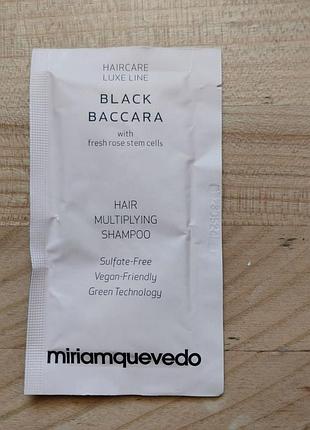 HAIRCARE
LUXE LINE
BLACK
BACCARA
with
fresh rose stem cells
HAIR
MULTIPLYING
SHAMPOO
Sulfate-Free
Vegan-Friendly
Green Technology
miriamquevedo